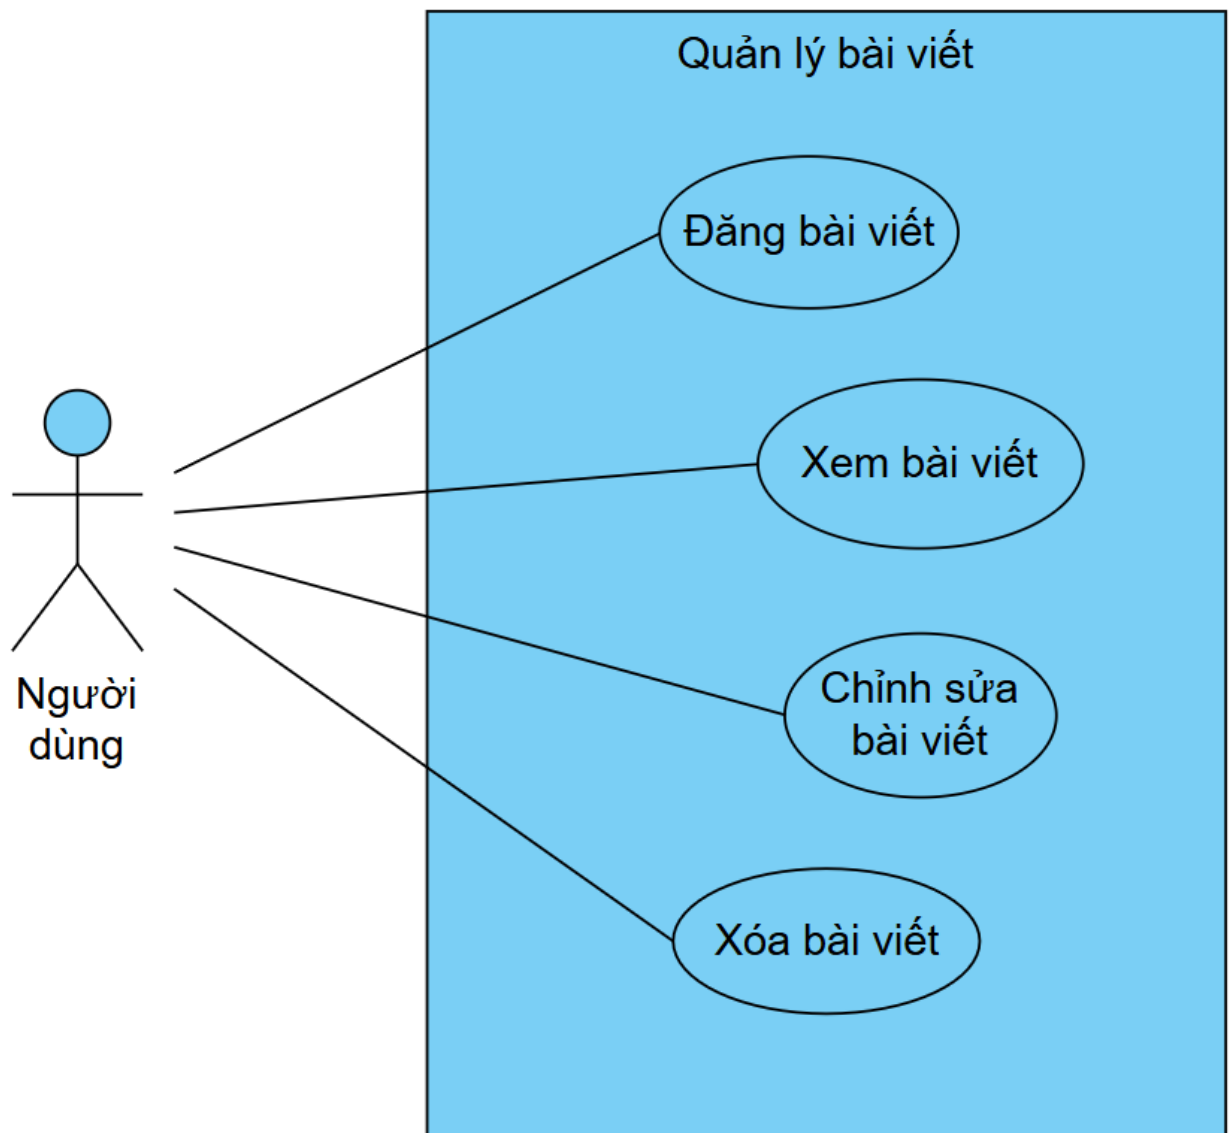 Quản lý bài viết
Đăng bài viết
Xem bài viết
Chỉnh sửa
bài viết
Người
dùng
Xóa bài viết